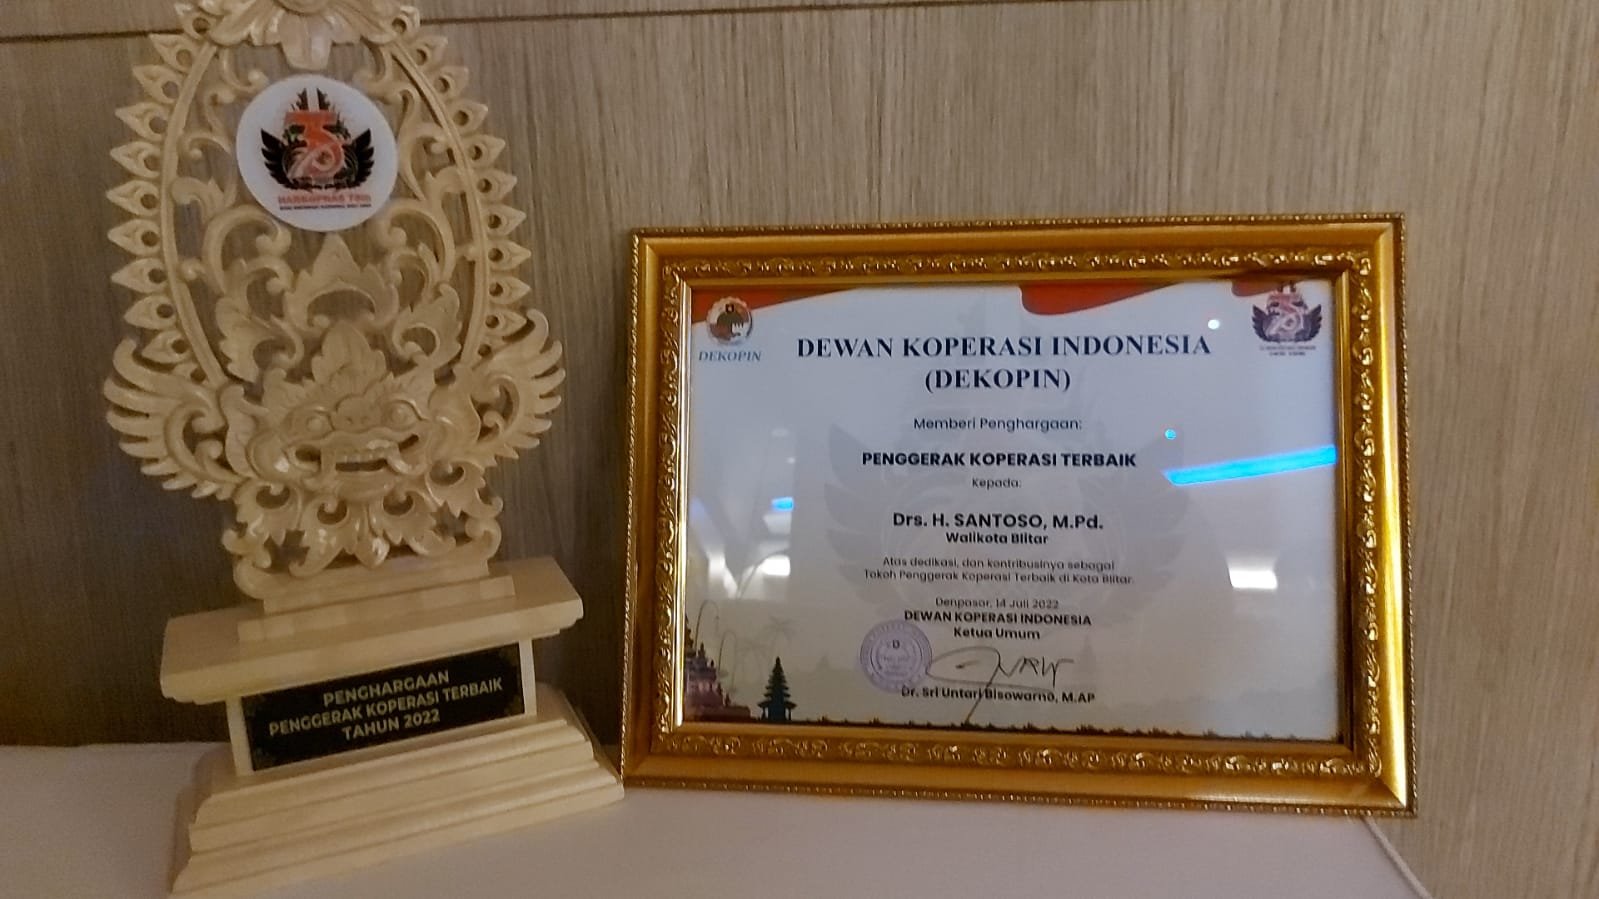 HARKOPNAS
PENGHARGAAN
PENGGERAK KOPERASI TERBAIK
TAHUN 2022
DEKOPIN
DEWAN KOPERASI INDONESIA
(DEKOPIN)
Memberi Penghargaan:
PENGGERAK KOPERASI TERBAIK
Kepada:
Drs. H. SANTOSO, M.Pd.
Walikota Blitar
Atas dedikasi, dan kontribusinya sebagai
Tokoh Penggerak Koperasi Terbaik di Kota Blitar.
Denpasar, 14 Juli 2022
DEWAN KOPERASI INDONESIA
Ketua Umum
Dr. Sri Untari Bisowarno, M.AP